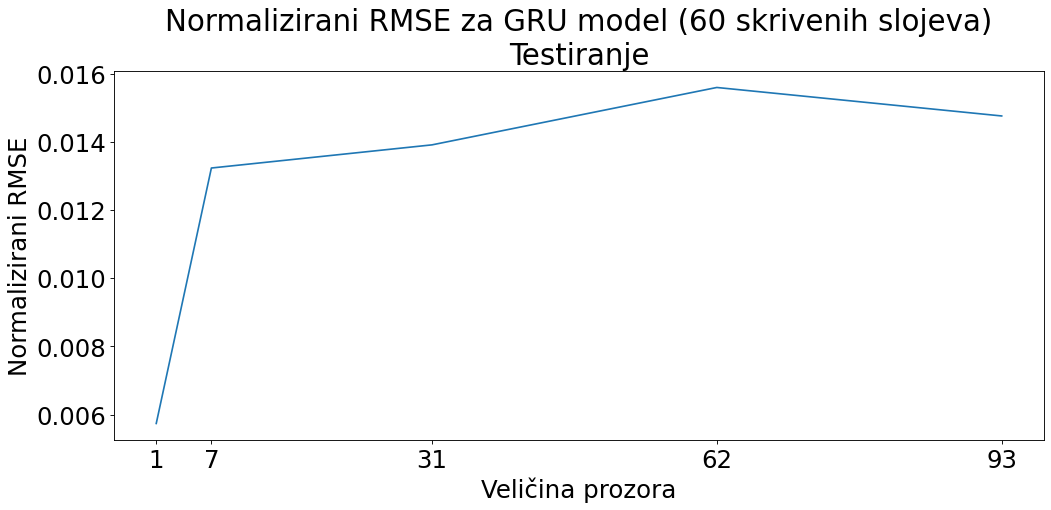 Normalizirani RMSE za GRU model (60 skrivenih slojeva)
Testiranje
Normalizirani RMSE
0.016
0.014
0.012
0.010
0.008
0.006
1 7 31 62 93
Veličina prozora